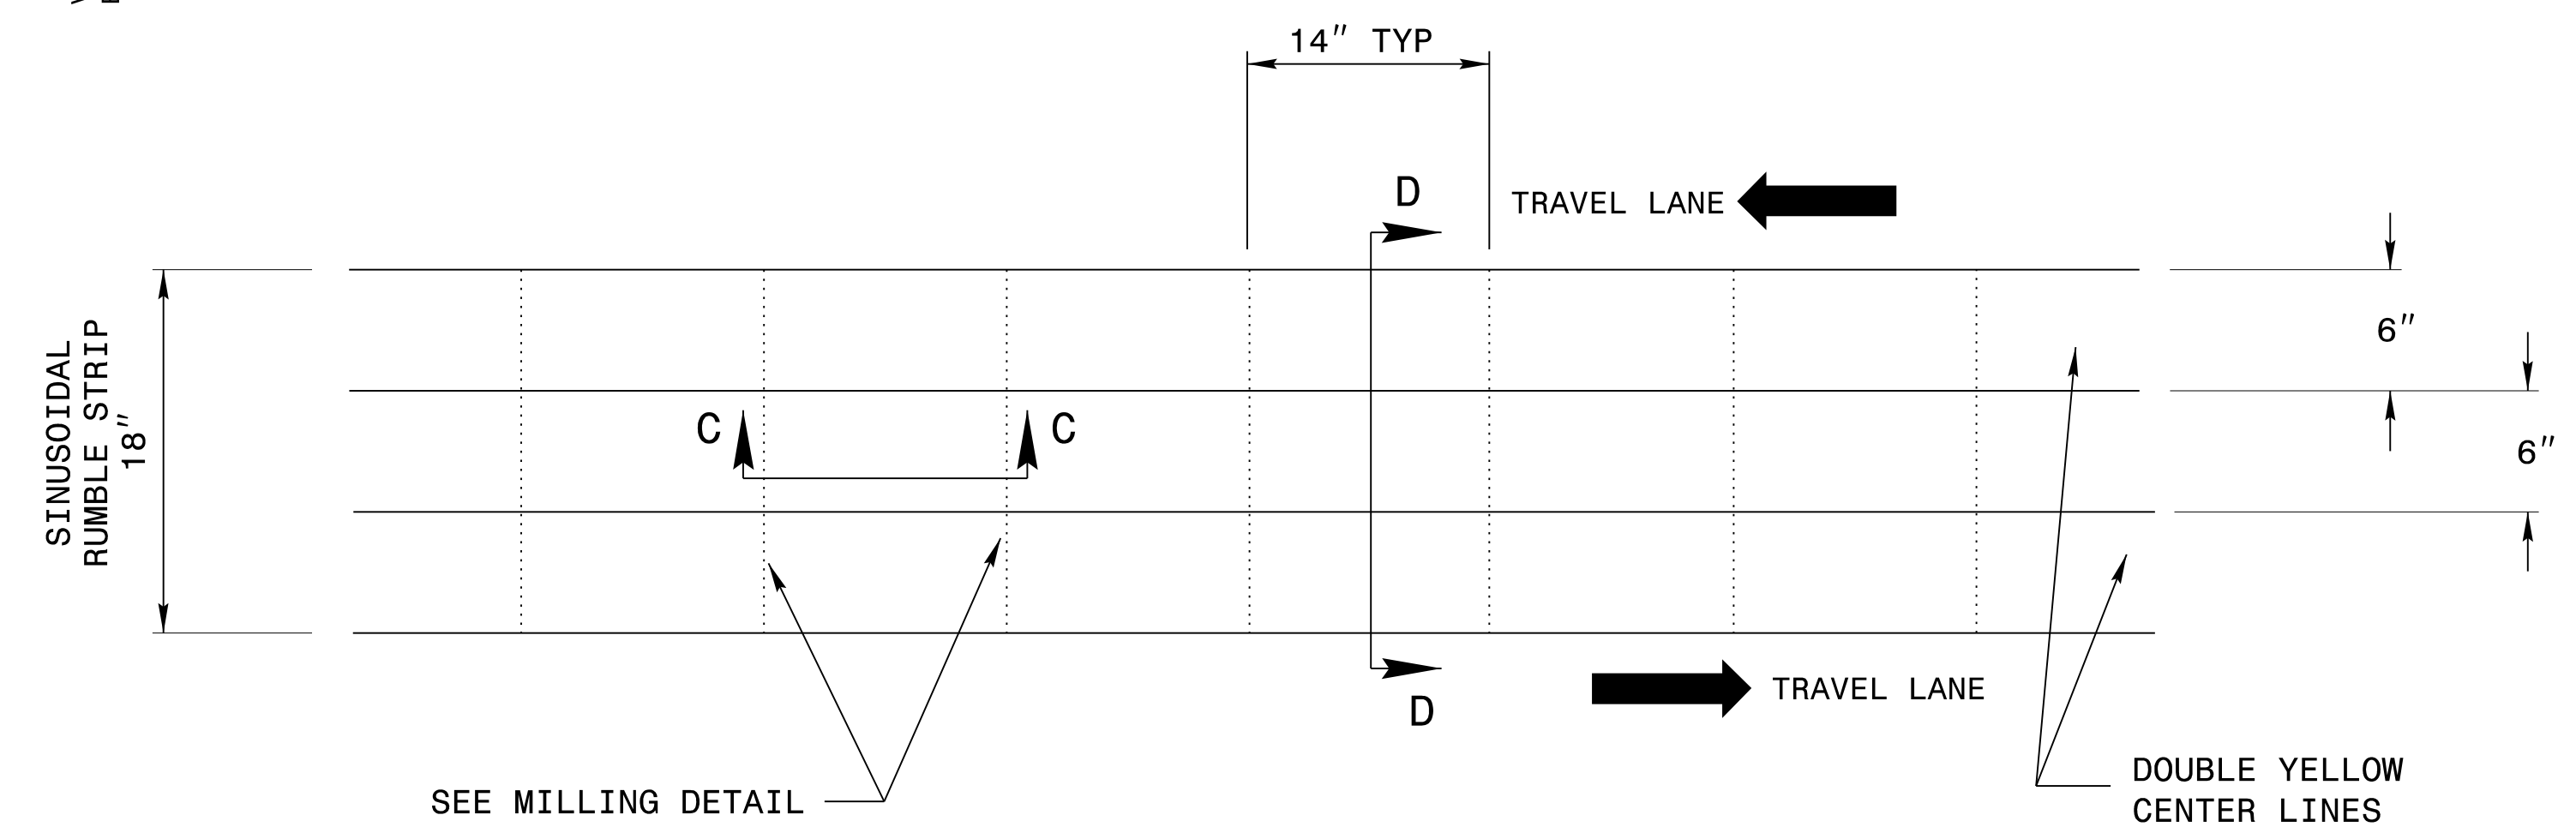 14" TYP
D
TRAVEL LANE
6"
SINUSOIDAL
RUMBLE STRIP
18"
C
C
6"
D
TRAVEL LANE
SEE MILLING DETAIL
DOUBLE YELLOW
CENTER LINES